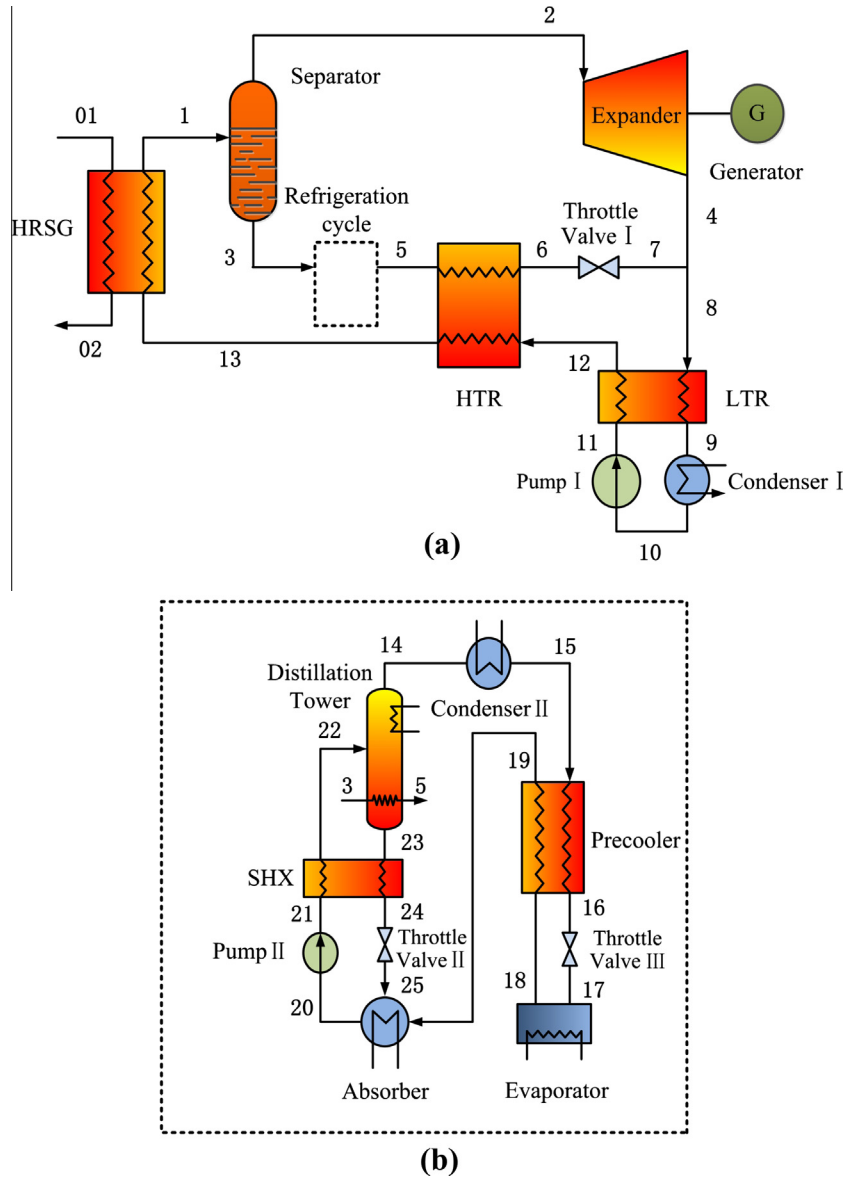 2
01
1
Separator
Expander
G
Generator
HRSG
Refrigeration
cycle
Throttle
Valve Ⅰ
3
5
6
7
4
8
02
13
HTR
12
LTR
11
9
Pump Ⅰ
Condenser Ⅰ
10
(a)
14
15
Distillation
Tower
Condenser Ⅱ
22
19
3
5
23
Precooler
SHX
21
24
16
Pump Ⅱ
Throttle
Valve Ⅱ
Throttle
Valve Ⅲ
20
25
18
17
Absorber
Evaporator
(b)